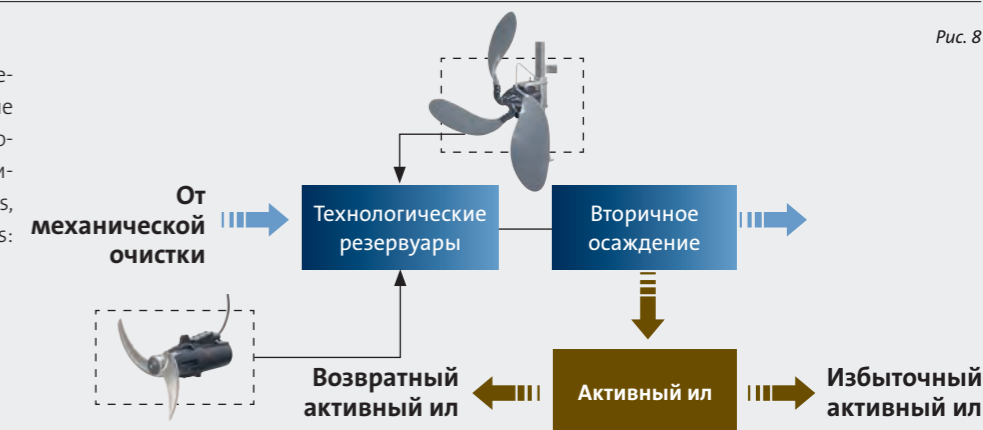 Рис. 8
От
механической
очистки
Технологические
резервуары
Вторичное
осаждение
Возвратный
активный ил
Активный ил
Избыточный
активный ил